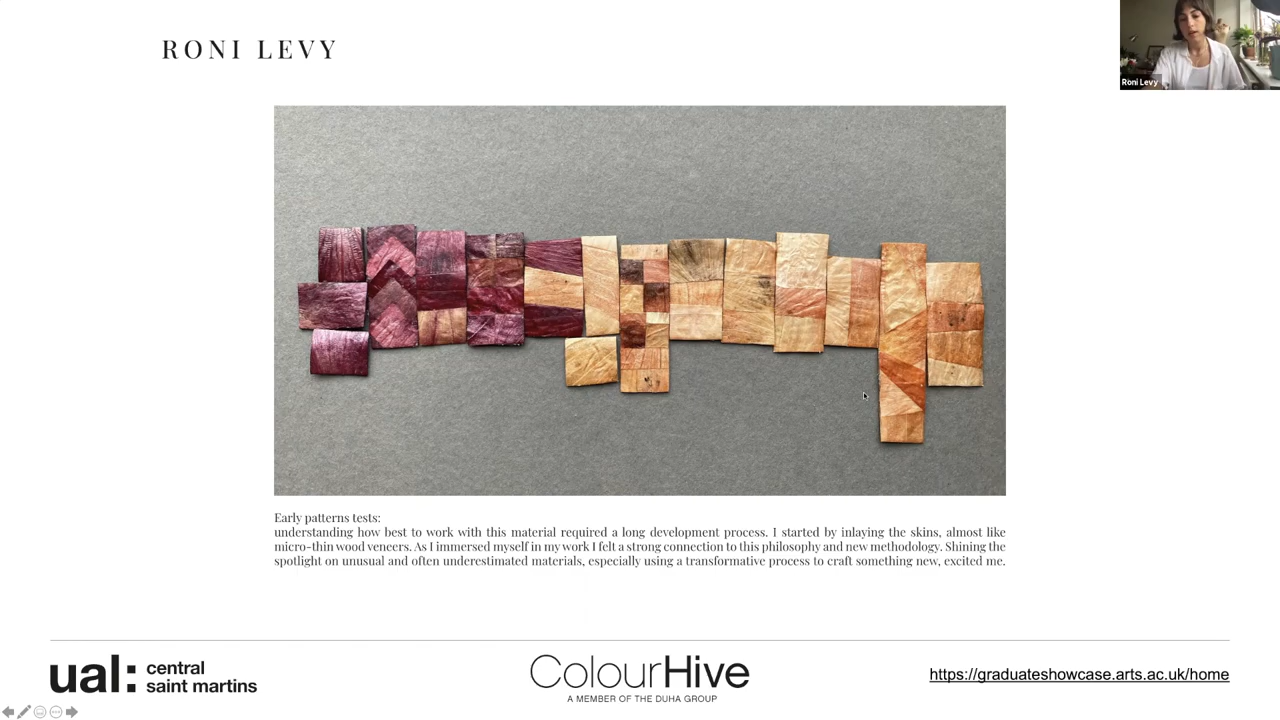 RONI LEVY
Roni Levy
Early patterns tests:
understanding how best to work with this material required a long development process. I started by inlaying the skins, almost like
micro-thin wood veneers. As I immersed myself in my work I felt a strong connection to this philosophy and new methodology. Shining the
spotlight on unusual and often underestimated materials, especially using a transformative process to craft something new, excited me.
ual: central
saint martins
ColourHive
A MEMBER OF THE DUHA GROUP
https://graduateshowcase.arts.ac.uk/home